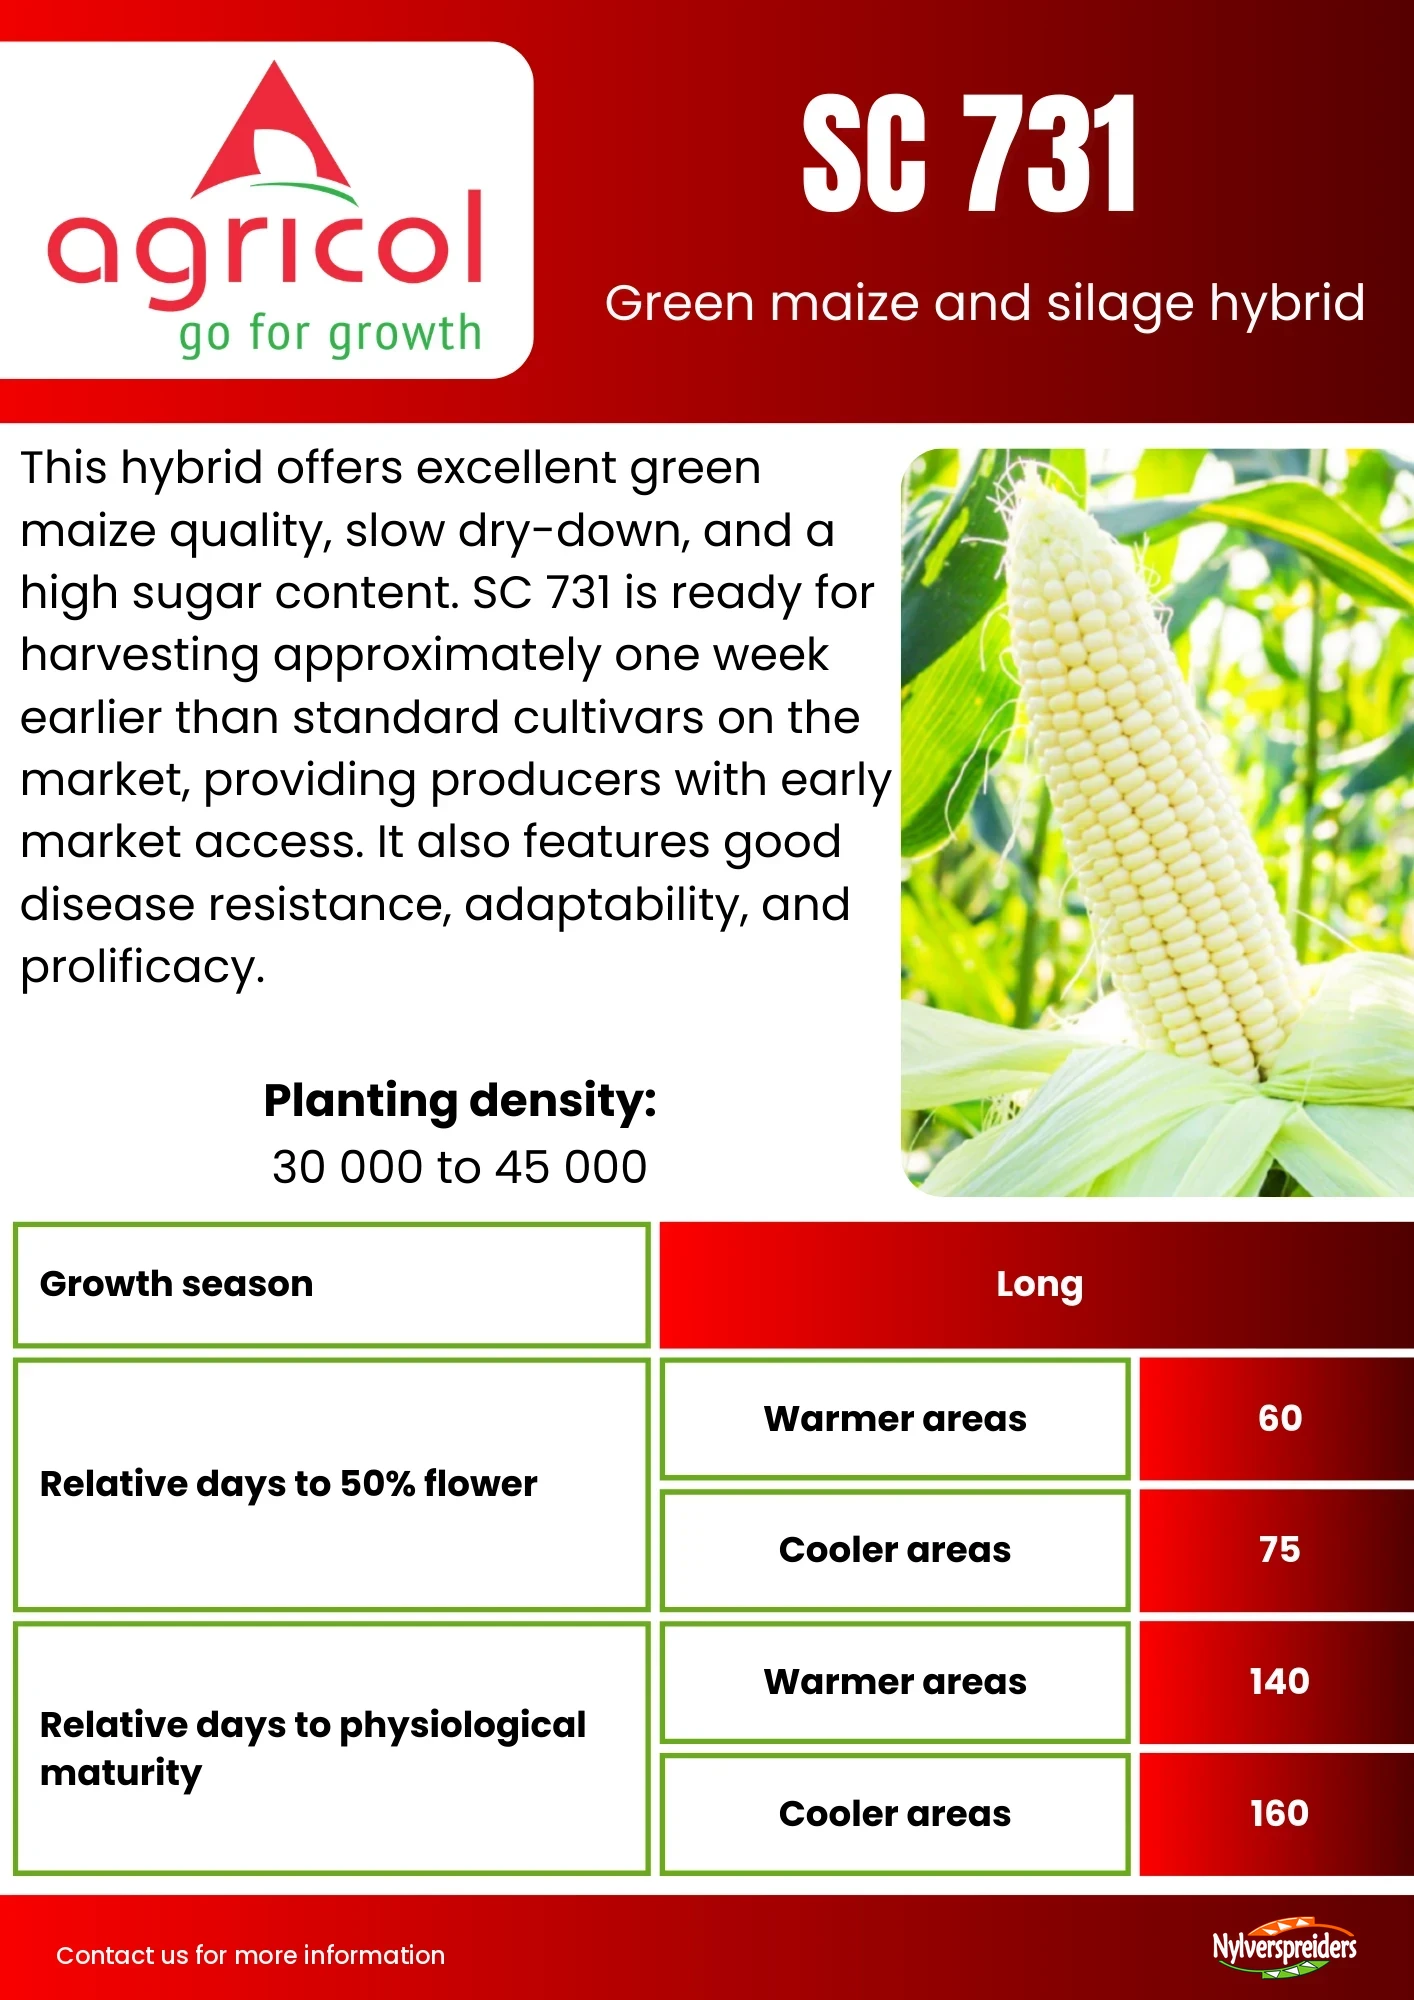 agricol
go for growth
SC 731
Green maize and silage hybrid
This hybrid offers excellent green
maize quality, slow dry-down, and a
high sugar content. SC 731 is ready for
harvesting approximately one week
earlier than standard cultivars on the
market, providing producers with early
market access. It also features good
disease resistance, adaptability, and
prolificacy.
Planting density:
30 000 to 45 000
Growth season
Long
Relative days to 50% flower
Warmer areas
60
Cooler areas
75
Relative days to physiological
maturity
Warmer areas
140
Cooler areas
160
Contact us for more information
Nylverspreiders